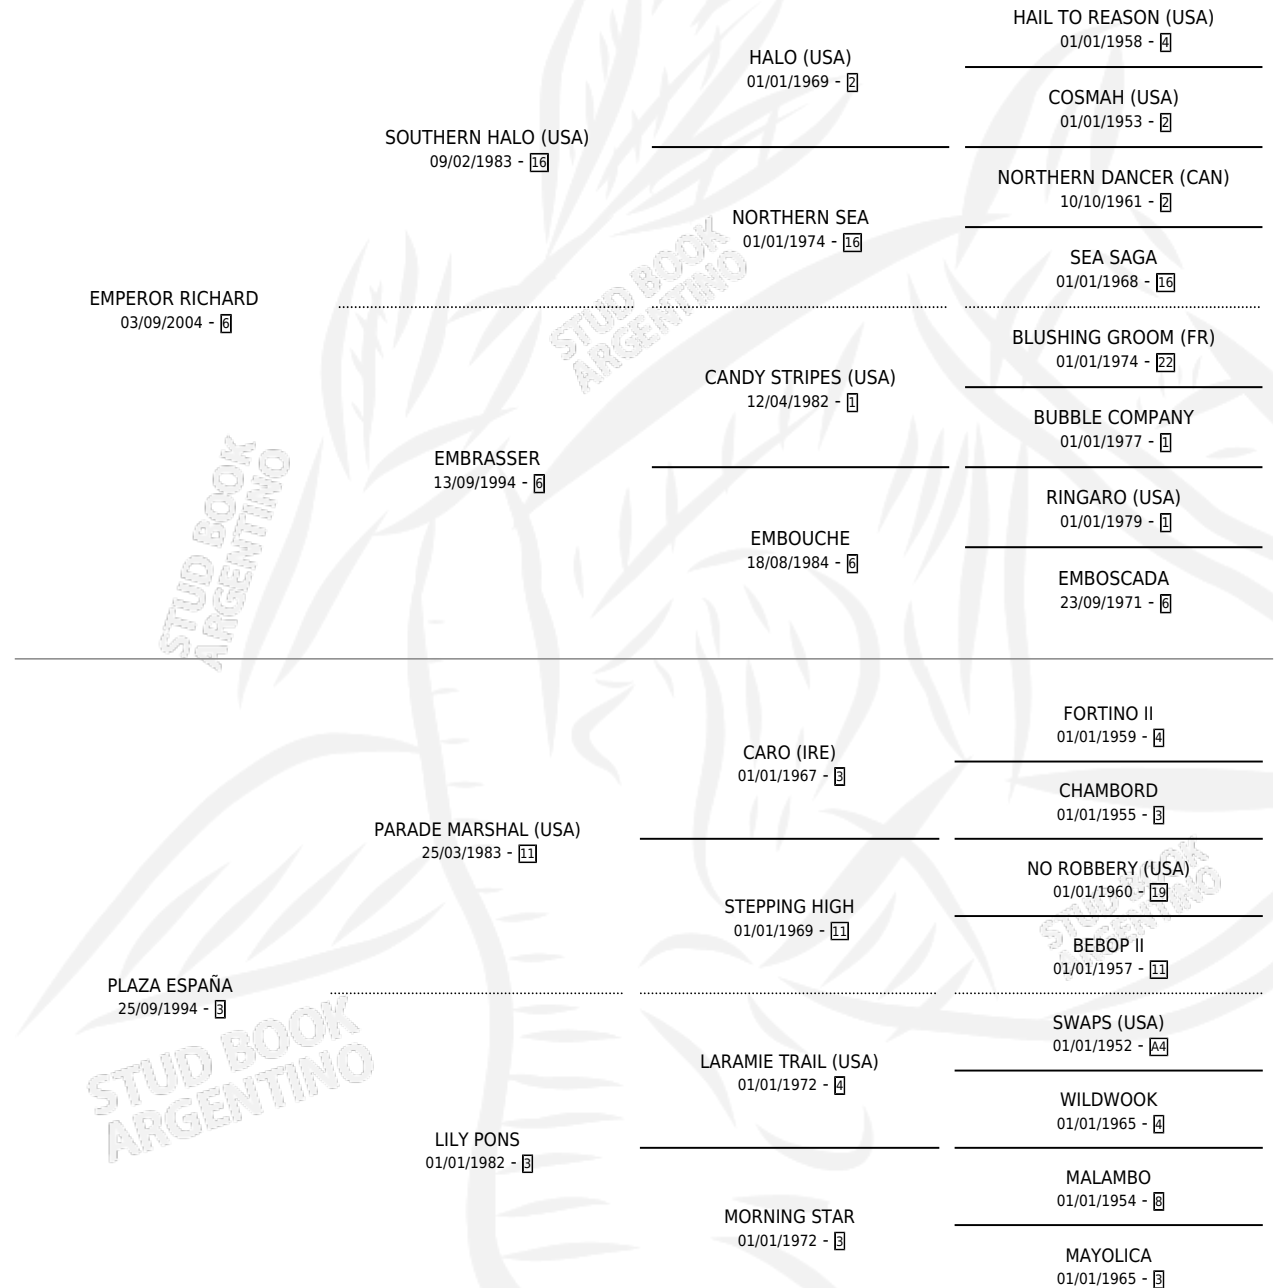 HAIL TO REASON (USA)
01/01/1958 - 4
HALO (USA)
01/01/1969 - 2
COSMAH (USA)
01/01/1953 - 2
SOUTHERN HALO (USA)
09/02/1983 - 16
NORTHERN DANCER (CAN)
10/10/1961 - 2
NORTHERN SEA
01/01/1974 - 16
SEA SAGA
01/01/1968 - 16
STUD BOOK
ARGENTINO
EMPEROR RICHARD
03/09/2004 - 6
BLUSHING GROOM (FR)
01/01/1974 - 22
CANDY STRIPES (USA)
12/04/1982 - 1
BUBBLE COMPANY
01/01/1977 - 1
EMBRASSER
13/09/1994 - 6
RINGARO (USA)
01/01/1979 - 1
EMBOUCHE
18/08/1984 - 6
EMBOSCADA
23/09/1971 - 6
STUD BOOK
ARGENTINO
FORTINO II
01/01/1959 - 4
CARO (IRE)
01/01/1967 - 3
CHAMBORD
01/01/1955 - 3
PARADE MARSHAL (USA)
25/03/1983 - 11
NO ROBBERY (USA)
01/01/1960 - 19
STEPPING HIGH
01/01/1969 - 11
BEBOP II
01/01/1957 - 11
STUD BOOK
ARGENTINO
PLAZA ESPAÑA
25/09/1994 - 3
SWAPS (USA)
01/01/1952 - A4
LARAMIE TRAIL (USA)
01/01/1972 - 4
WILDWOOK
01/01/1965 - 4
STUD BOOK
ARGENTINO
LILY PONS
01/01/1982 - 3
MALAMBO
01/01/1954 - 8
MORNING STAR
01/01/1972 - 3
MAYOLICA
01/01/1965 - 3